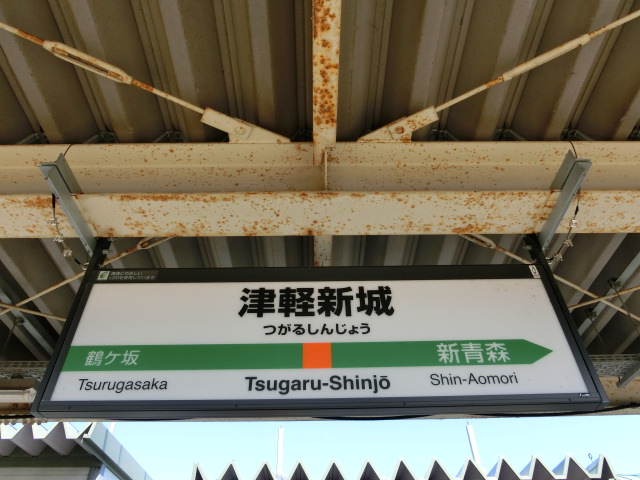 津軽新城
つがるしんじょう
鶴ケ坂
新青森
Tsurugasaka
Tsugaru-Shinjō
Shin-Aomori